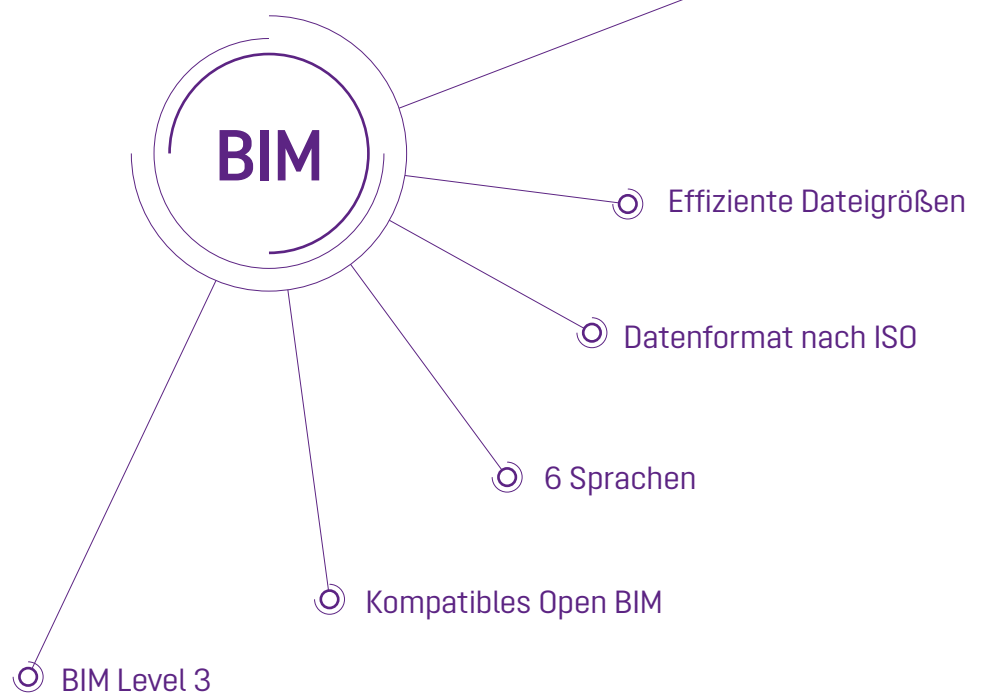 BIM
Effiziente Dateigrößen
Datenformat nach ISO
6 Sprachen
Kompatibles Open BIM
BIM Level 3